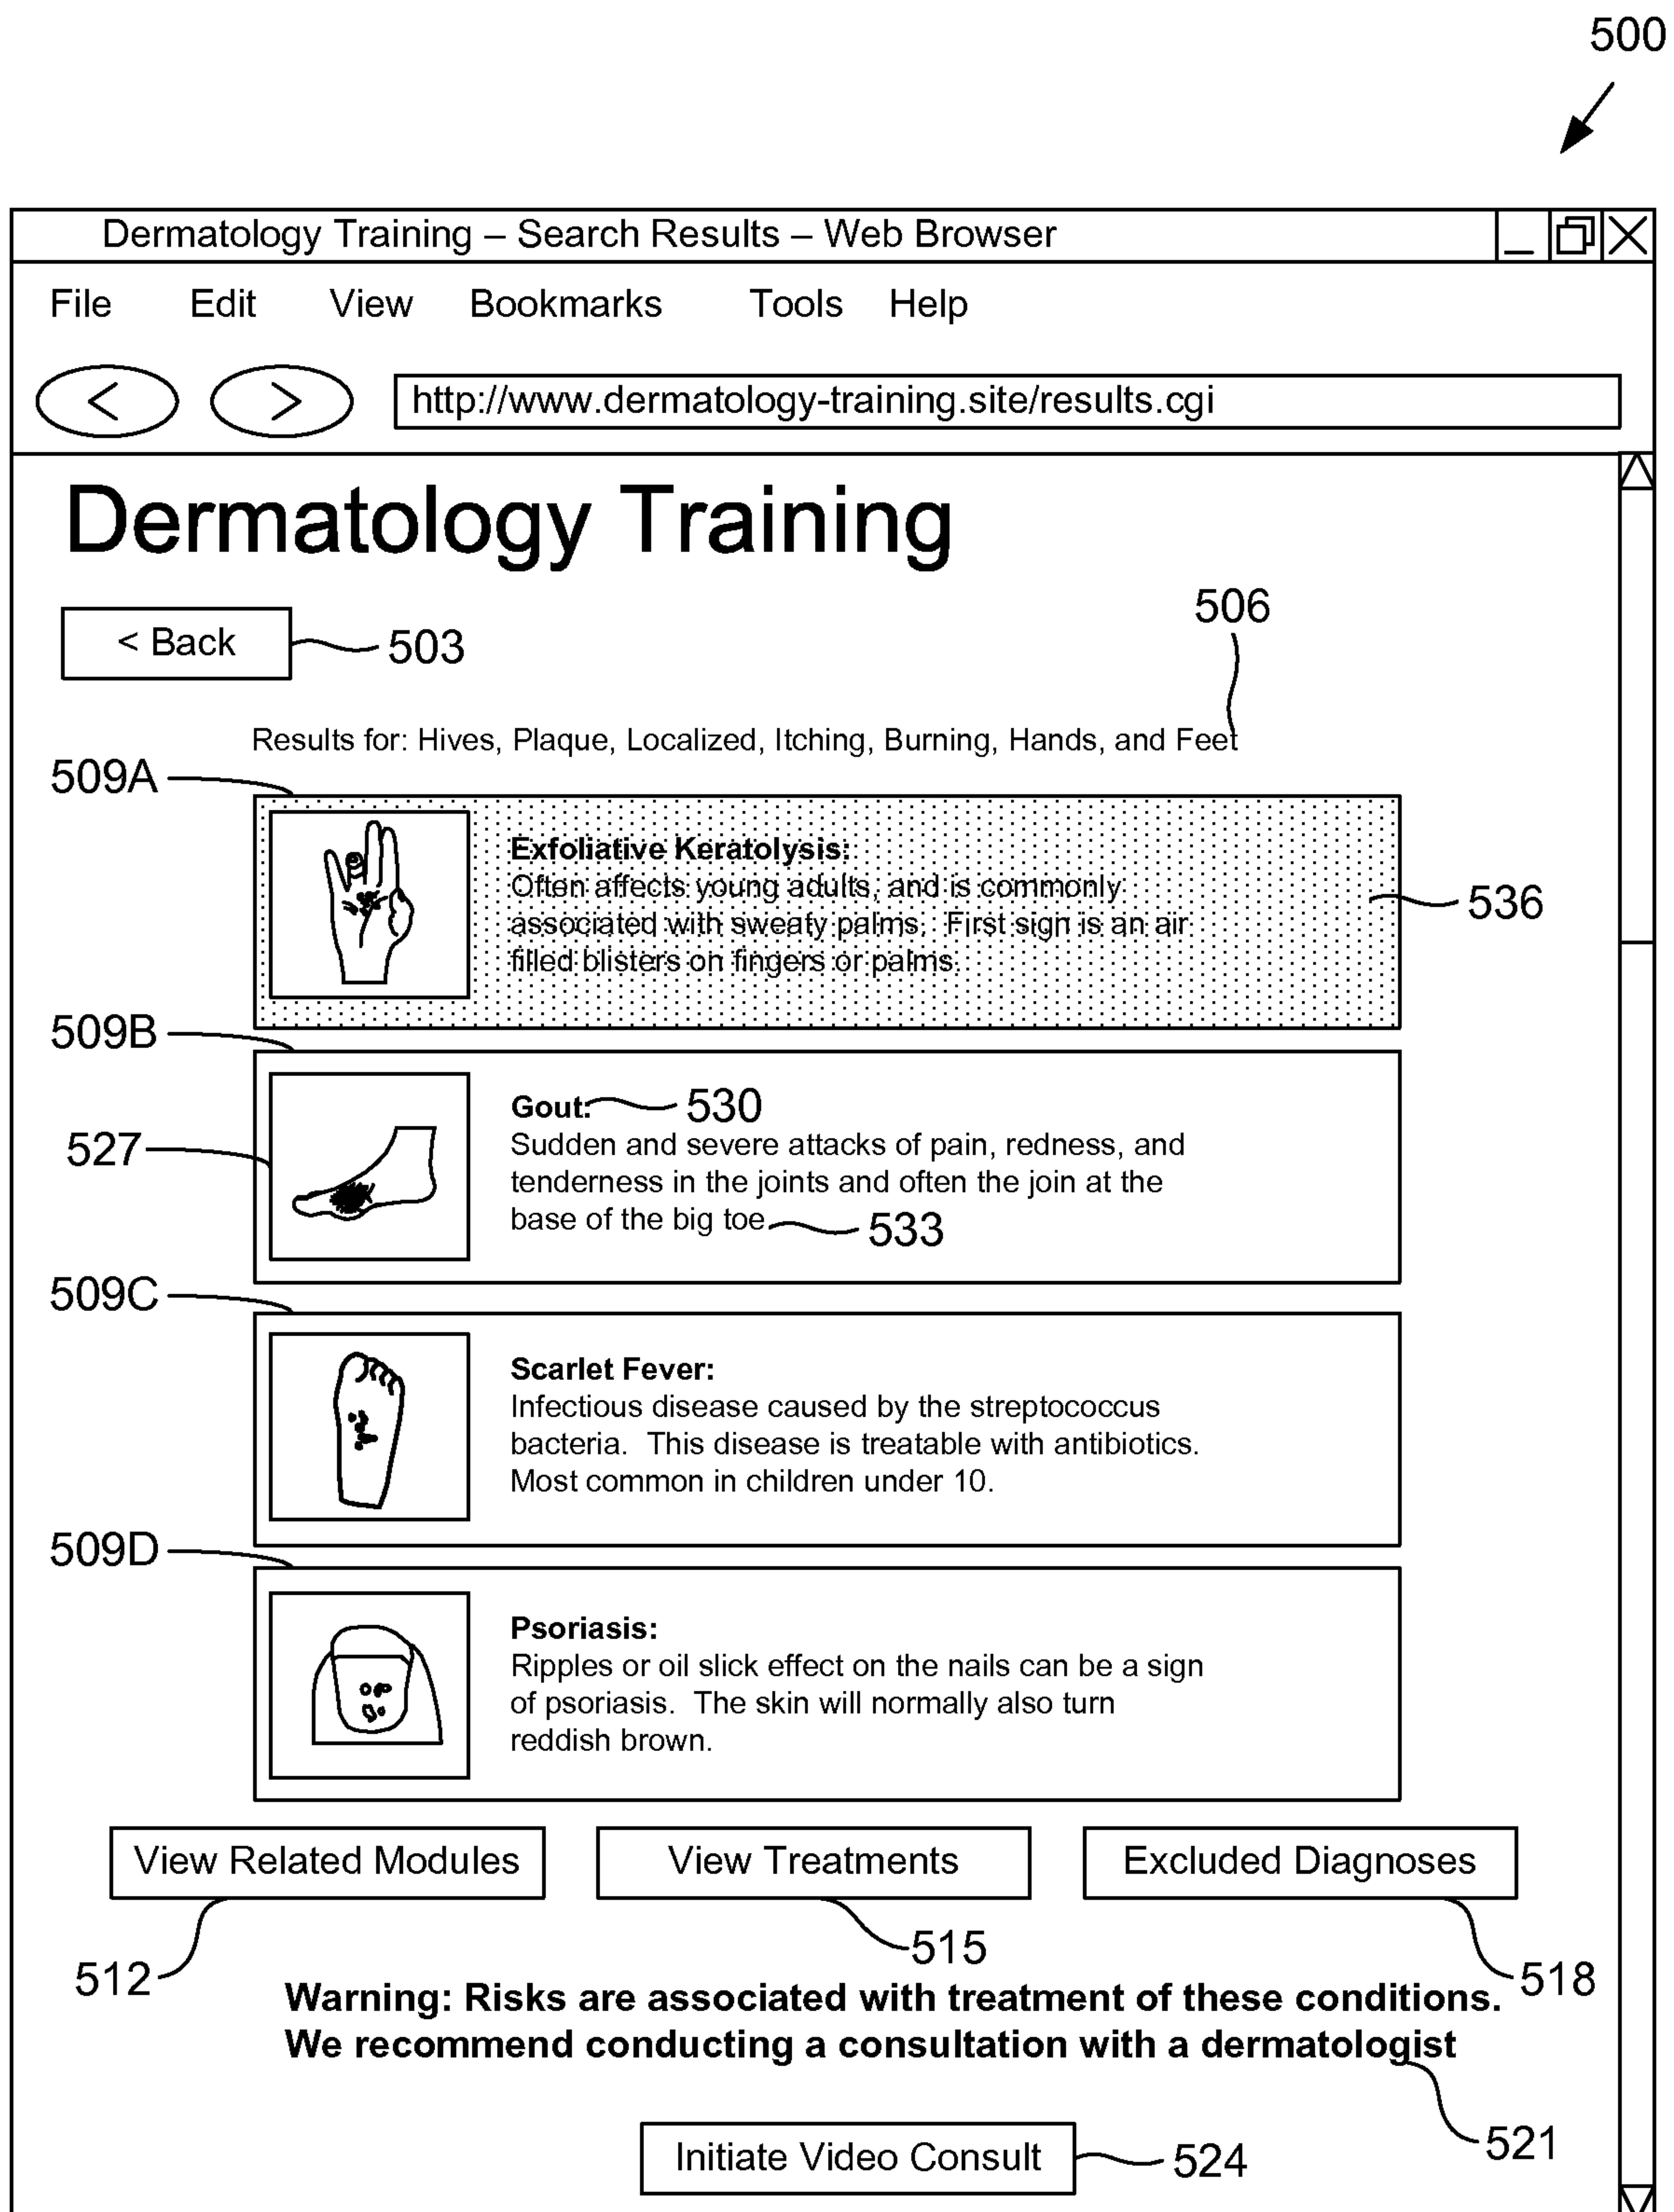 500
Dermatology Training – Search Results – Web Browser
File Edit View Bookmarks Tools Help
< > http://www.dermatology-training.site/results.cgi
Dermatology Training
506
< Back 503
Results for: Hives, Plaque, Localized, Itching, Burning, Hands, and Feet
509A
Exfoliative Keratolysis:
Often affects young adults, and is commonly
associated with sweaty palms. First sign is an air
filled blisters on fingers or palms.
536
509B
Gout: 530
527
Sudden and severe attacks of pain, redness, and
tenderness in the joints and often the join at the
base of the big toe 533
509C
Scarlet Fever:
Infectious disease caused by the streptococcus
bacteria. This disease is treatable with antibiotics.
Most common in children under 10.
509D
Psoriasis:
Ripples or oil slick effect on the nails can be a sign
of psoriasis. The skin will normally also turn
reddish brown.
View Related Modules View Treatments Excluded Diagnoses
515
512 518
Warning: Risks are associated with treatment of these conditions.
We recommend conducting a consultation with a dermatologist
521
Initiate Video Consult 524